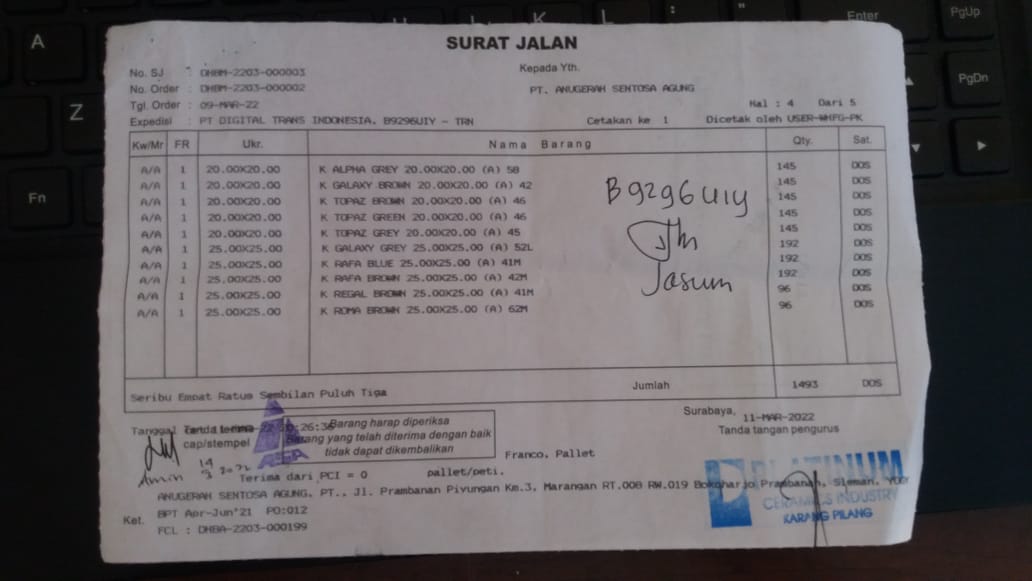 SURAT JALAN
No. SJ : DHBM-2203-000003
Kepada Yth.
No. Order : DHBM-2203-000002
PT. ANUGERAH SENTOSA AGUNG
Tgl. Order : 09-MAR-22
Hal : 4 Dari 5
Expedisi : PT DIGITAL TRANS INDONESIA, B9296UIY - TRN
Cetakan ke 1 Dicetak oleh USER-WHFG-PK
Kw/Mr FR Ukr. Nama Barang Qty. Sat.
A/A 1 20.00X20.00 K ALPHA GREY 20.00X20.00 (A) 58 145 DOS
A/A 1 20.00X20.00 K GALAXY BROWN 20.00X20.00 (A) 42 145 DOS
A/A 1 20.00X20.00 K TOPAZ BROWN 20.00X20.00 (A) 46 145 DOS
A/A 1 20.00X20.00 K TOPAZ GREEN 20.00X20.00 (A) 46 145 DOS
A/A 1 20.00X20.00 K TOPAZ GREY 20.00X20.00 (A) 45 145 DOS
A/A 1 25.00X25.00 K GALAXY GREY 25.00X25.00 (A) 52L 192 DOS
A/A 1 25.00X25.00 K RAFA BLUE 25.00X25.00 (A) 41M 192 DOS
A/A 1 25.00X25.00 K RAFA BROWN 25.00X25.00 (A) 42M 192 DOS
A/A 1 25.00X25.00 K REGAL BROWN 25.00X25.00 (A) 41M 96 DOS
A/A 1 25.00X25.00 K ROMA BROWN 25.00X25.00 (A) 62M 96 DOS
B9296UIY
Jasum
Seribu Empat Ratus Sembilan Puluh Tiga Jumlah 1493 DOS
Surabaya, 11-MAR-2022
Tanda tangan pengurus
Tanggal
cap/stempel
Barang harap diperiksa
Barang yang telah diterima dengan baik
tidak dapat dikembalikan
ASA
Franco, Pallet
Amin
14
3 2022
Terima dari PCI = 0 pallet/peti.
ANUGERAH SENTOSA AGUNG, PT., Jl. Prambanan Piyungan Km.3, Marangan RT.008 RW.019 Bokoharjo Prambanan, Sleman, YOGY
Ket. BPT Apr-Jun'21 PO:012
FCL : DHBA-2203-000199
PLATINUM
CERAMICS INDUSTRY
KARANG PILANG
A
Z
Fn
K
L
Enter
PgUp
PgDn